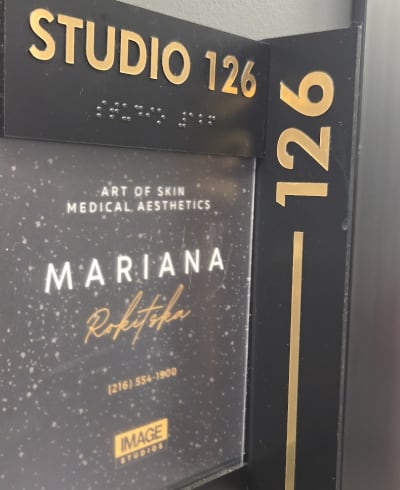 STUDIO 126
126
ART OF SKIN
MEDICAL AESTHETICS
MARIANA
Rokitska
(216) 554-1900
IMAGE
STUDIOS